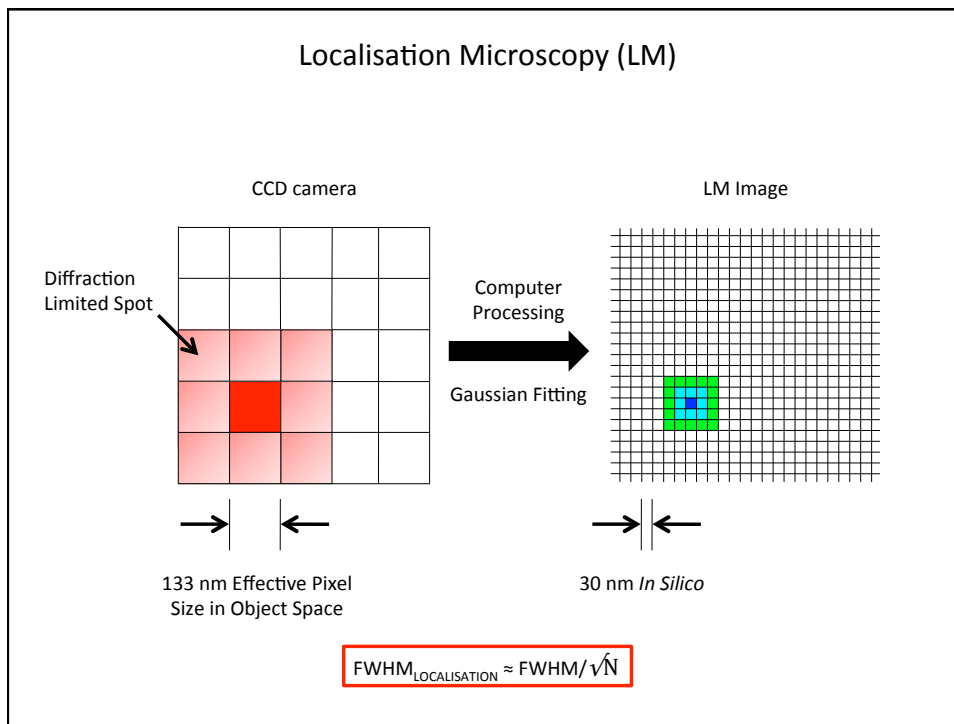 Localisation Microscopy (LM)
CCD camera
LM Image
Diffraction
Limited Spot
Computer
Processing
Gaussian Fitting
133 nm Effective Pixel
Size in Object Space
30 nm In Silico
FWHM_LOCALISATION ≈ FWHM/√N